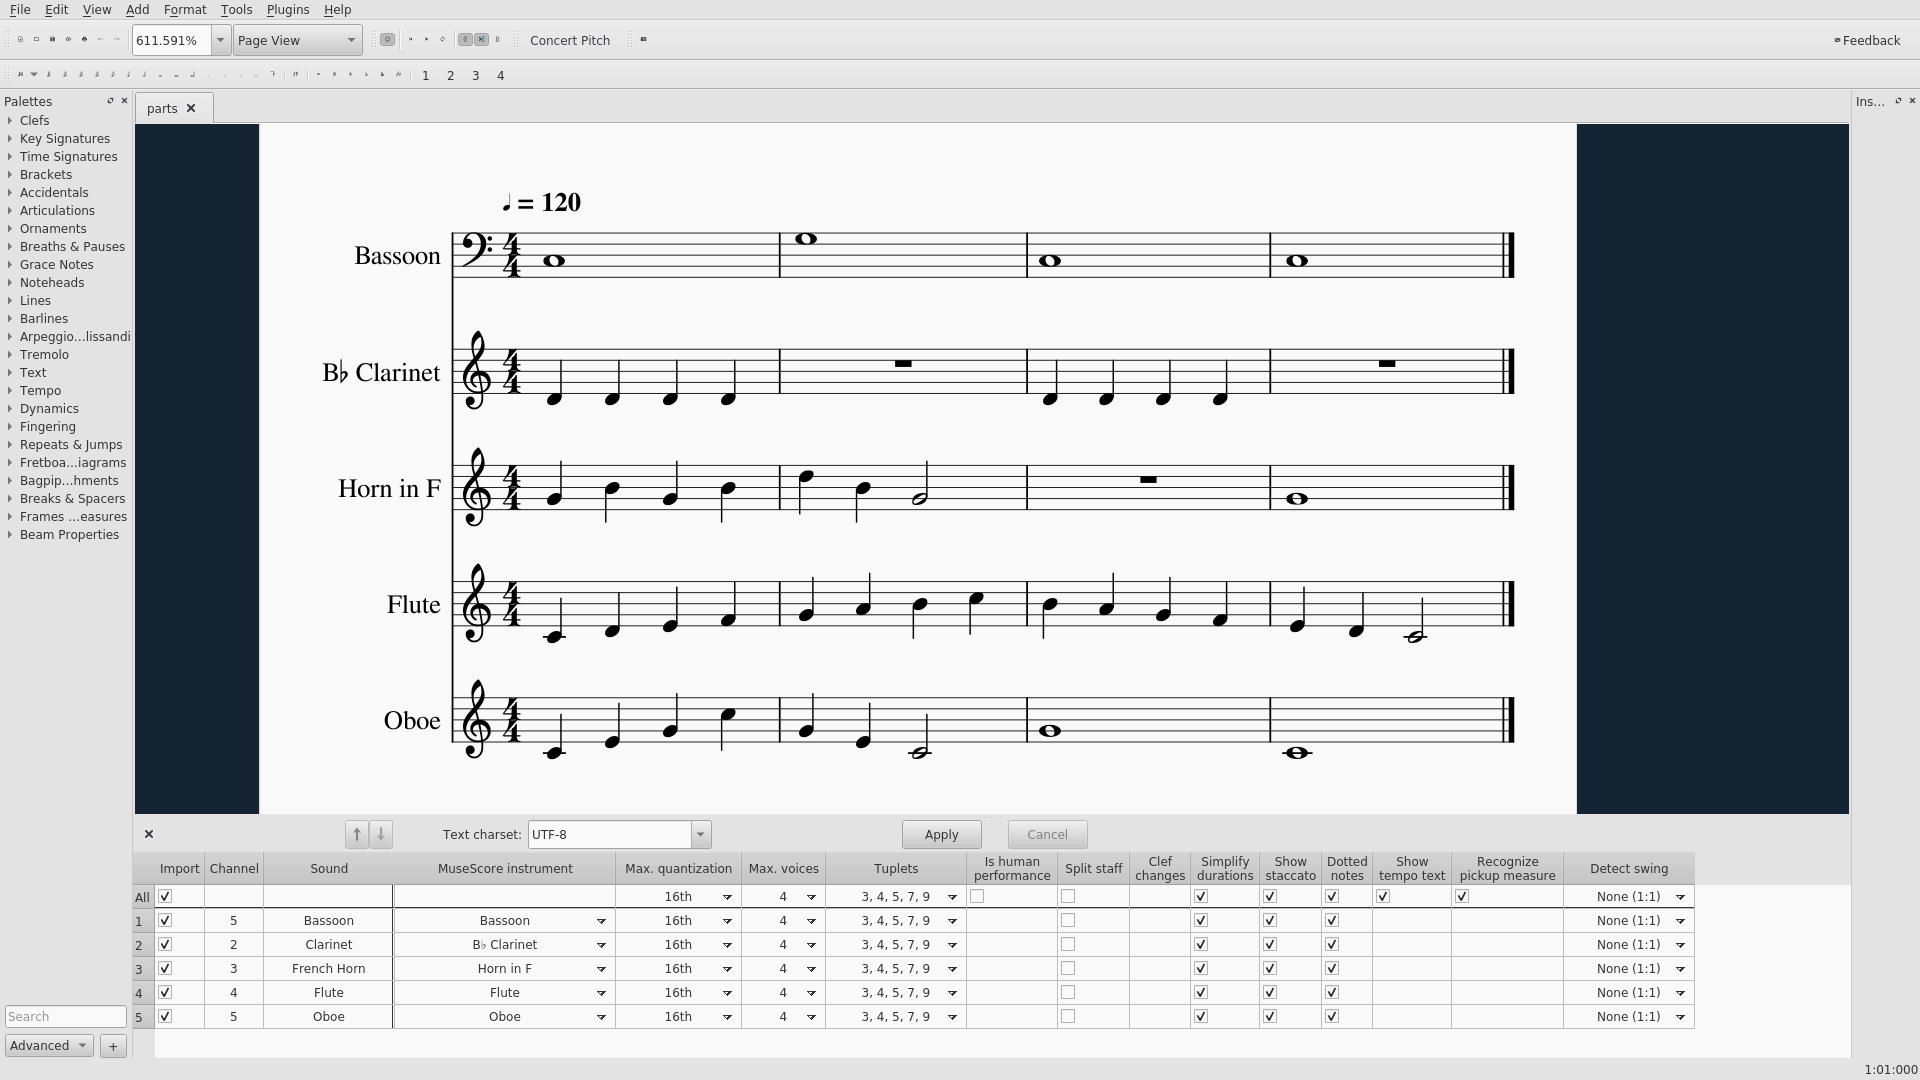 File Edit View Add Format Tools Plugins Help
611.591% Page View Concert Pitch Feedback
1 2 3 4
Palettes
Clefs
Key Signatures
Time Signatures
Brackets
Accidentals
Articulations
Ornaments
Breaths & Pauses
Grace Notes
Noteheads
Lines
Barlines
Arpeggio...lissandi
Tremolo
Text
Tempo
Dynamics
Fingering
Repeats & Jumps
Fretboa...iagrams
Bagpip...hments
Breaks & Spacers
Frames ...easures
Beam Properties
Search
Advanced +
parts
Ins...
♩ = 120
Bassoon
B♭ Clarinet
Horn in F
Flute
Oboe
Text charset: UTF-8 Apply Cancel
Import Channel Sound MuseScore instrument Max. quantization Max. voices Tuplets Is human performance Split staff Clef changes Simplify durations Show staccato Dotted notes Show tempo text Recognize pickup measure Detect swing
All 16th 4 3, 4, 5, 7, 9 None (1:1)
1 5 Bassoon Bassoon 16th 4 3, 4, 5, 7, 9 None (1:1)
2 2 Clarinet B♭ Clarinet 16th 4 3, 4, 5, 7, 9 None (1:1)
3 3 French Horn Horn in F 16th 4 3, 4, 5, 7, 9 None (1:1)
4 4 Flute Flute 16th 4 3, 4, 5, 7, 9 None (1:1)
5 5 Oboe Oboe 16th 4 3, 4, 5, 7, 9 None (1:1)
1:01:000